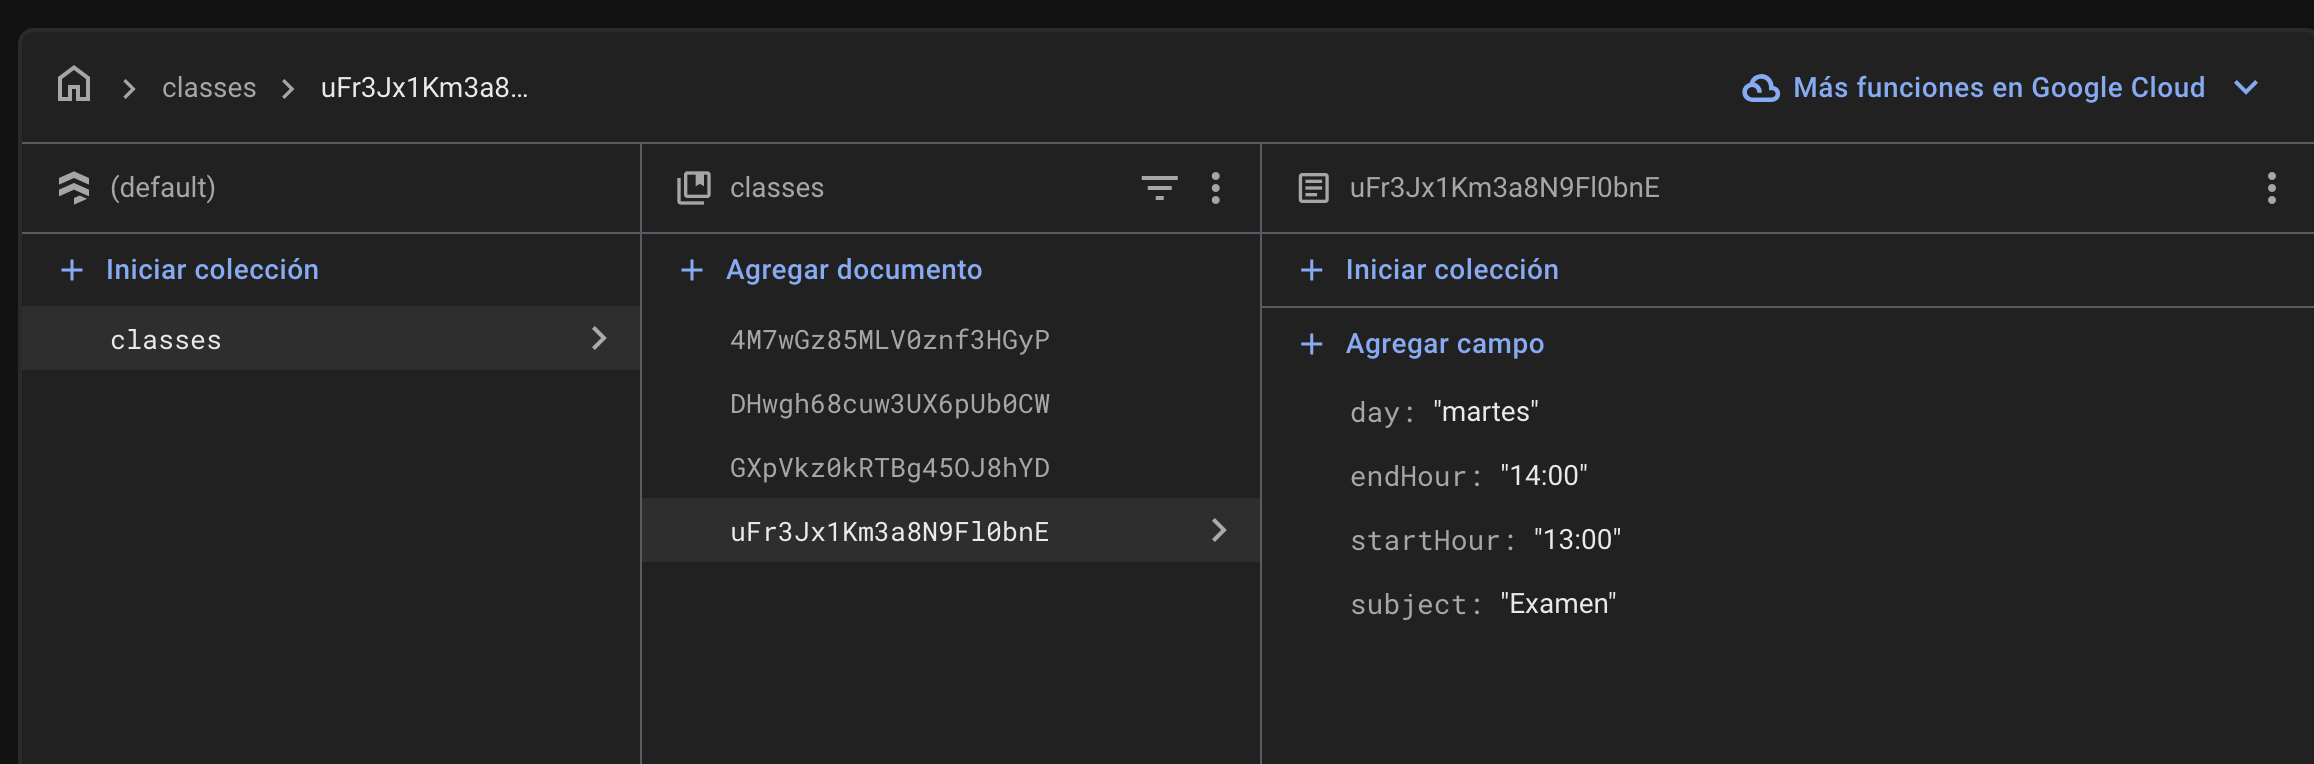 classes
uFr3Jx1Km3a8...
Más funciones en Google Cloud
(default)
Iniciar colección
classes
classes
Agregar documento
4M7wGz85MLV0znf3HGyP
DHwgh68cuw3UX6pUb0CW
GXpVkz0kRTBg45OJ8hYD
uFr3Jx1Km3a8N9Fl0bnE
uFr3Jx1Km3a8N9Fl0bnE
Iniciar colección
Agregar campo
day: "martes"
endHour: "14:00"
startHour: "13:00"
subject: "Examen"